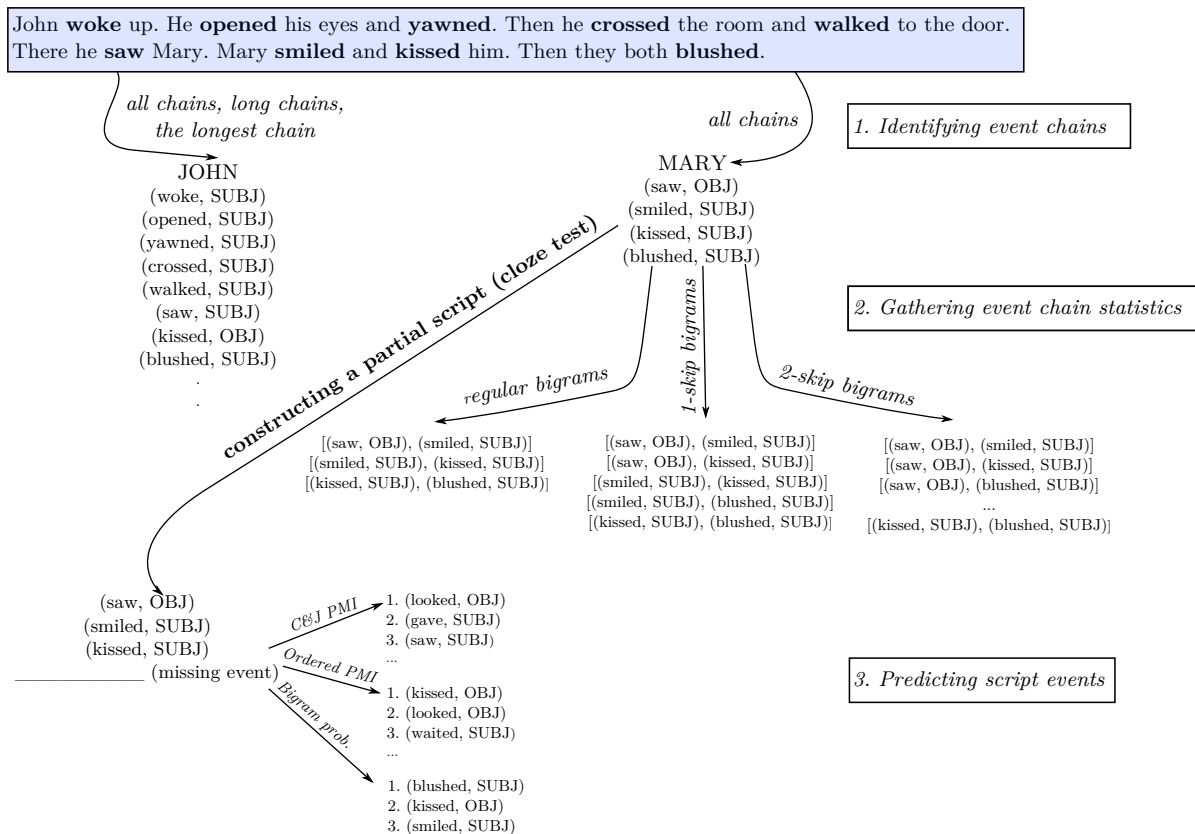 John woke up. He opened his eyes and yawned. Then he crossed the room and walked to the door.
There he saw Mary. Mary smiled and kissed him. Then they both blushed.
all chains, long chains,
the longest chain
all chains
1. Identifying event chains
JOHN
(woke, SUBJ)
(opened, SUBJ)
(yawned, SUBJ)
(crossed, SUBJ)
(walked, SUBJ)
(saw, SUBJ)
(kissed, OBJ)
(blushed, SUBJ)
.
.
MARY
(saw, OBJ)
(smiled, SUBJ)
(kissed, SUBJ)
(blushed, SUBJ)
constructing a partial script (cloze test)
2. Gathering event chain statistics
regular bigrams
1-skip bigrams
2-skip bigrams
[(saw, OBJ), (smiled, SUBJ)]
[(smiled, SUBJ), (kissed, SUBJ)]
[(kissed, SUBJ), (blushed, SUBJ)]
[(saw, OBJ), (smiled, SUBJ)]
[(saw, OBJ), (kissed, SUBJ)]
[(smiled, SUBJ), (kissed, SUBJ)]
[(smiled, SUBJ), (blushed, SUBJ)]
[(kissed, SUBJ), (blushed, SUBJ)]
[(saw, OBJ), (smiled, SUBJ)]
[(saw, OBJ), (kissed, SUBJ)]
[(saw, OBJ), (blushed, SUBJ)]
...
[(kissed, SUBJ), (blushed, SUBJ)]
(saw, OBJ)
(smiled, SUBJ)
(kissed, SUBJ)
____________ (missing event)
C&J PMI
Ordered PMI
Bigram prob.
1. (looked, OBJ)
2. (gave, SUBJ)
3. (saw, SUBJ)
...
1. (kissed, OBJ)
2. (looked, OBJ)
3. (waited, SUBJ)
...
1. (blushed, SUBJ)
2. (kissed, OBJ)
3. (smiled, SUBJ)
3. Predicting script events